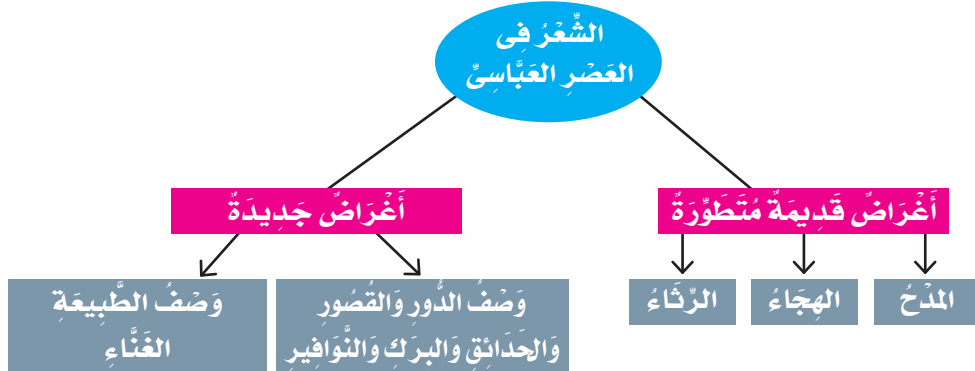 الشِّعْرُ فِى
العَصْرِ العَبَّاسِىِّ
أَغْرَاضٌ قَدِيمَةٌ مُتَطَوِّرَةٌ
أَغْرَاضٌ جَدِيدَةٌ
المَدْحُ
الهِجَاءُ
الرِّثَاءُ
وَصْفُ الدُّورِ وَالقُصُورِ
وَالحَدَائِقِ وَالبِرَكِ وَالنَّوَافِيرِ
وَصْفُ الطَّبِيعَةِ
الغَنَّاءِ